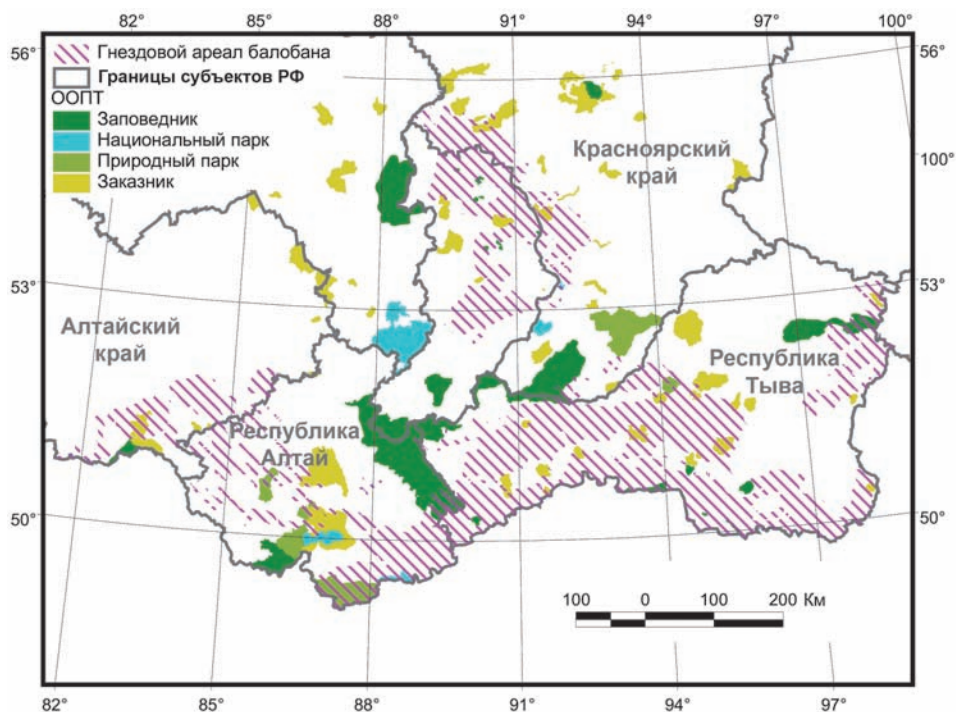 82° 85° 88° 91° 94° 97° 100°
56° 56°
Гнездовой ареал балобана
Границы субъектов РФ
ООПТ
Заповедник
Национальный парк
Природный парк
Заказник
Красноярский
край
100°
53° 53°
Алтайский
край
Республика
Тыва
Республика
Алтай
50° 50°
100 0 100 200 Км
82° 85° 88° 91° 94° 97°